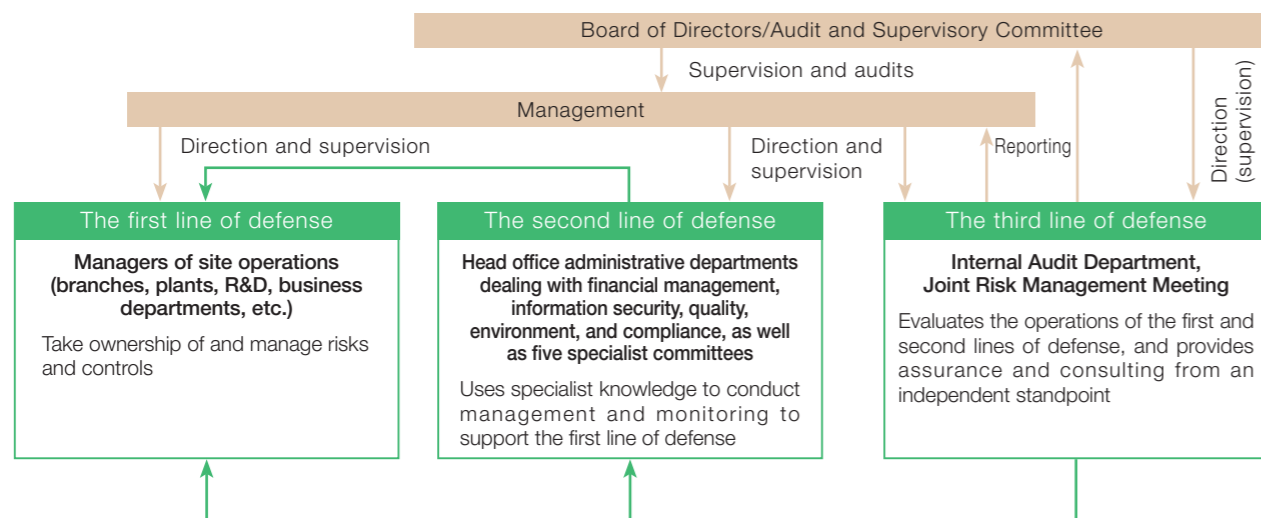 Board of Directors/Audit and Supervisory Committee
Supervision and audits
Direction
(supervision)
Management
Direction and supervision
Direction and
supervision
Reporting
The first line of defense
Managers of site operations
(branches, plants, R&D, business
departments, etc.)
Take ownership of and manage risks
and controls
The second line of defense
Head office administrative departments
dealing with financial management,
information security, quality,
environment, and compliance, as well
as five specialist committees
Uses specialist knowledge to conduct
management and monitoring to
support the first line of defense
The third line of defense
Internal Audit Department,
Joint Risk Management Meeting
Evaluates the operations of the first and
second lines of defense, and provides
assurance and consulting from an
independent standpoint